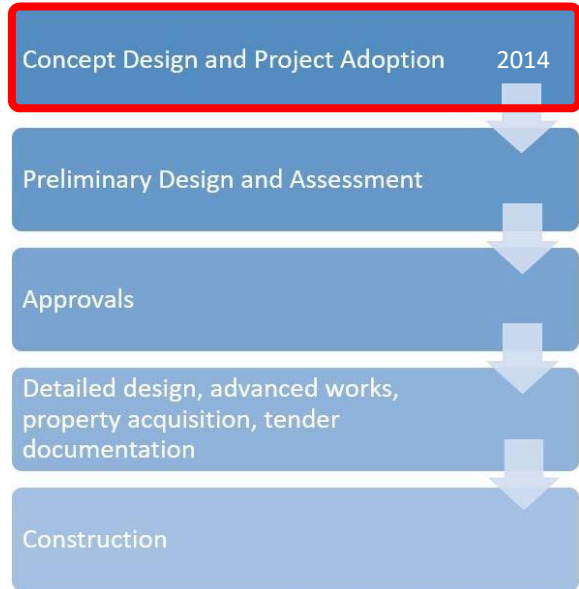 Concept Design and Project Adoption 2014
Preliminary Design and Assessment
Approvals
Detailed design, advanced works,
property acquisition, tender
documentation
Construction